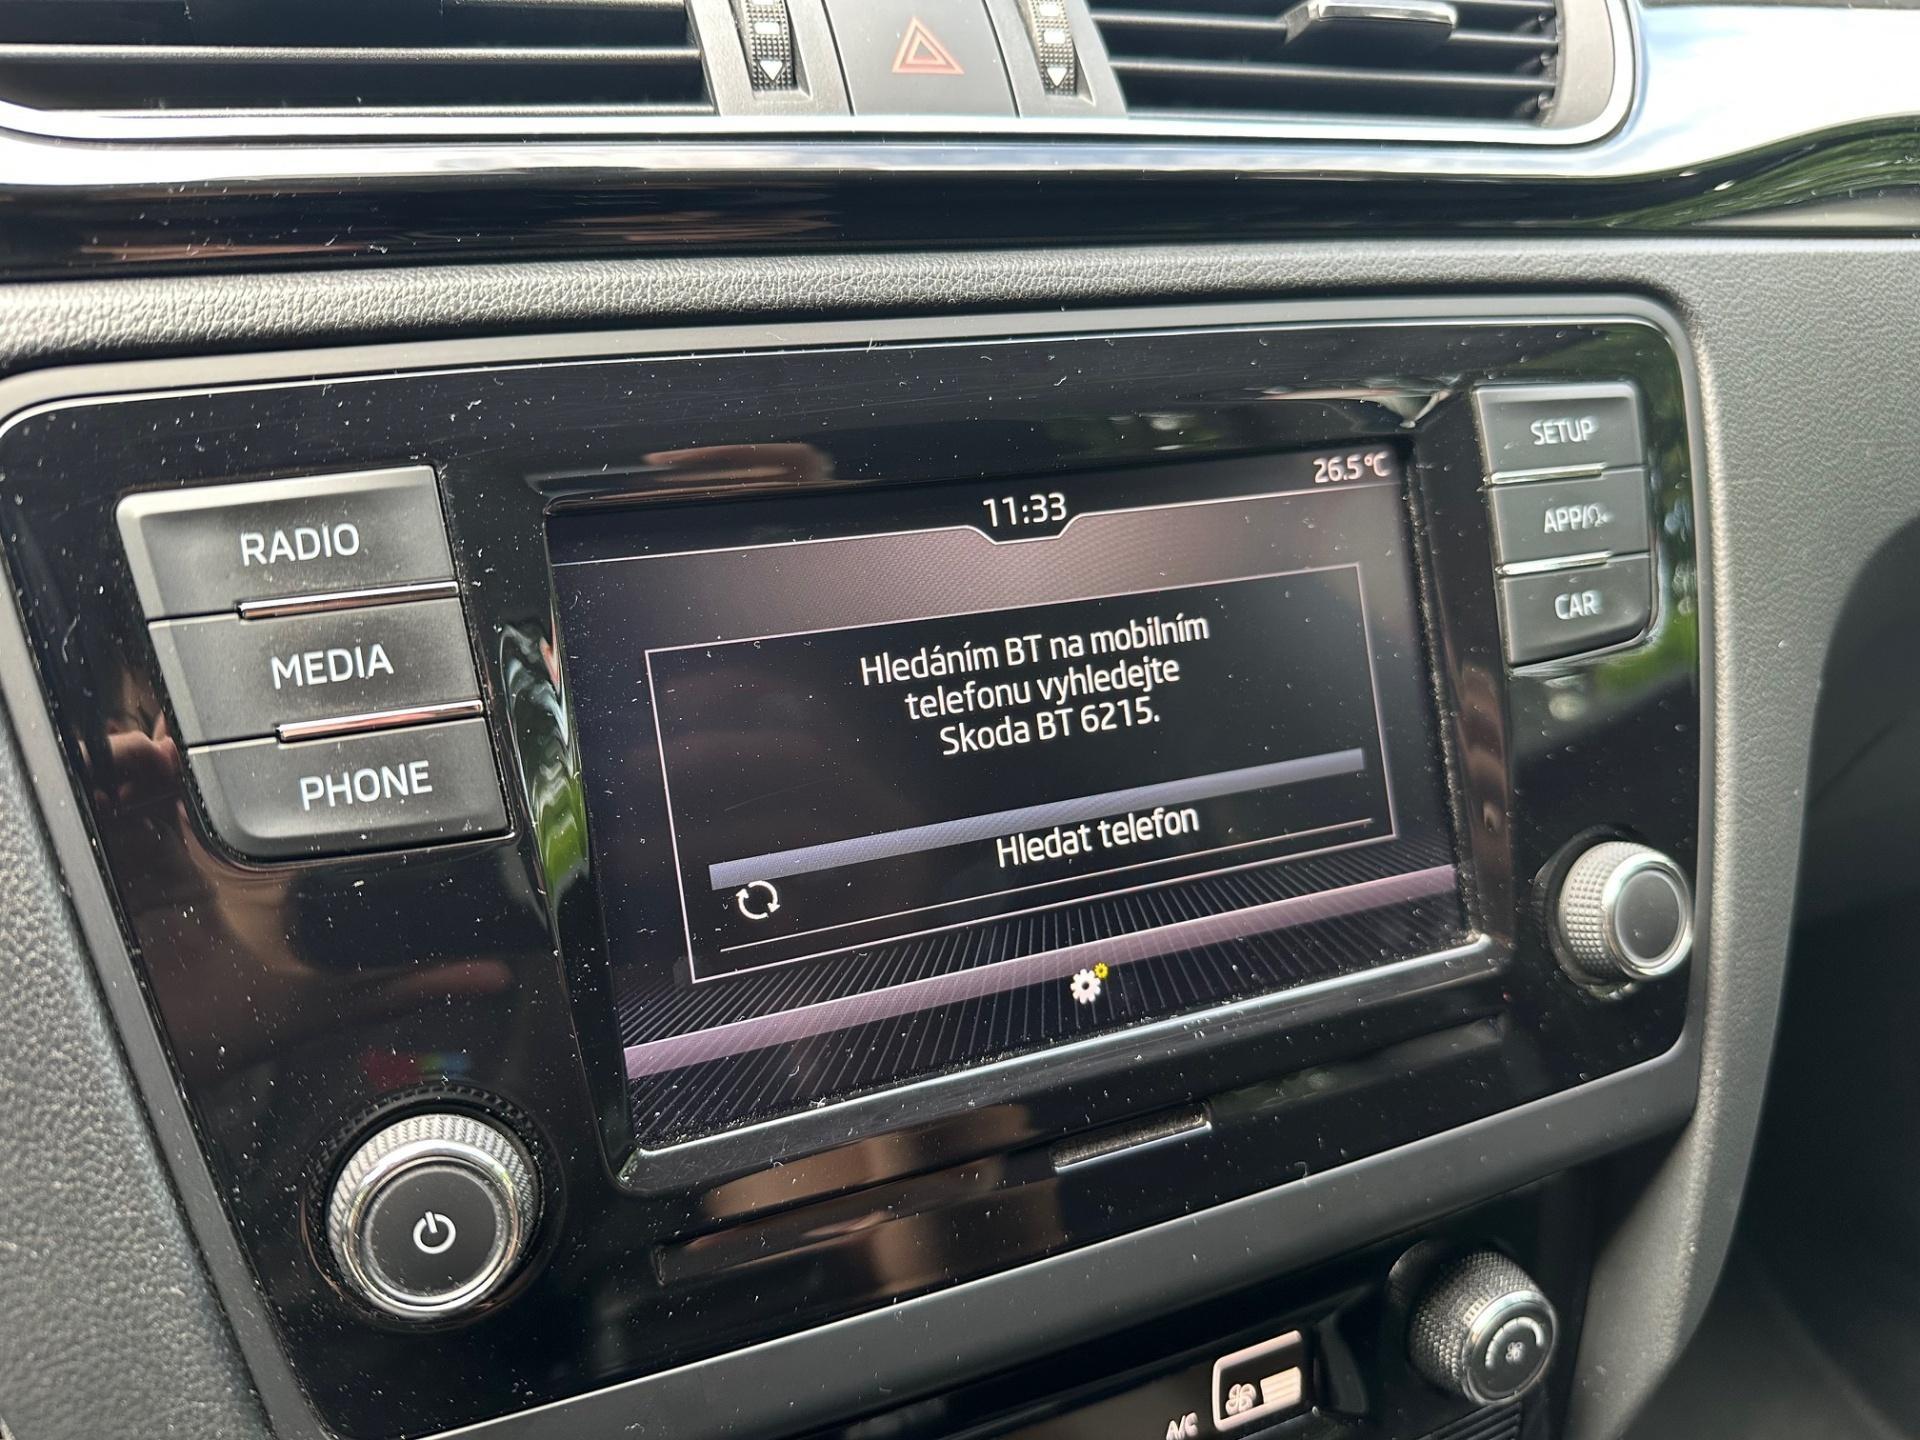 26.5°C
11:33
SETUP
RADIO
APP/
Hledáním BT na mobilním
telefonu vyhledejte
Skoda BT 6215.
MEDIA
CAR
PHONE
Hledat telefon
A/C